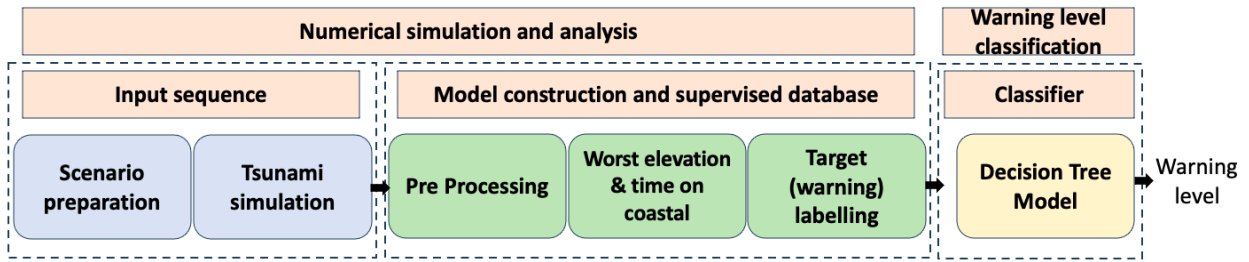 Numerical simulation and analysis
Warning level
classification
Input sequence
Model construction and supervised database
Classifier
Scenario
preparation
Tsunami
simulation
Pre Processing
Worst elevation
& time on
coastal
Target
(warning)
labelling
Decision Tree
Model
Warning
level